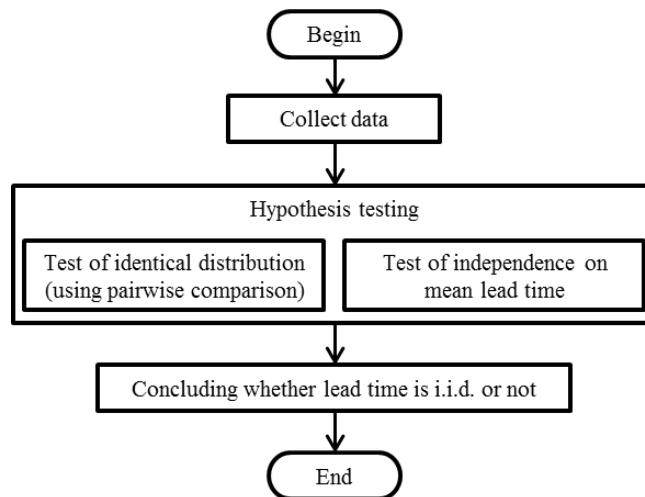 Begin
Collect data
Hypothesis testing
Test of identical distribution
(using pairwise comparison)
Test of independence on
mean lead time
Concluding whether lead time is i.i.d. or not
End